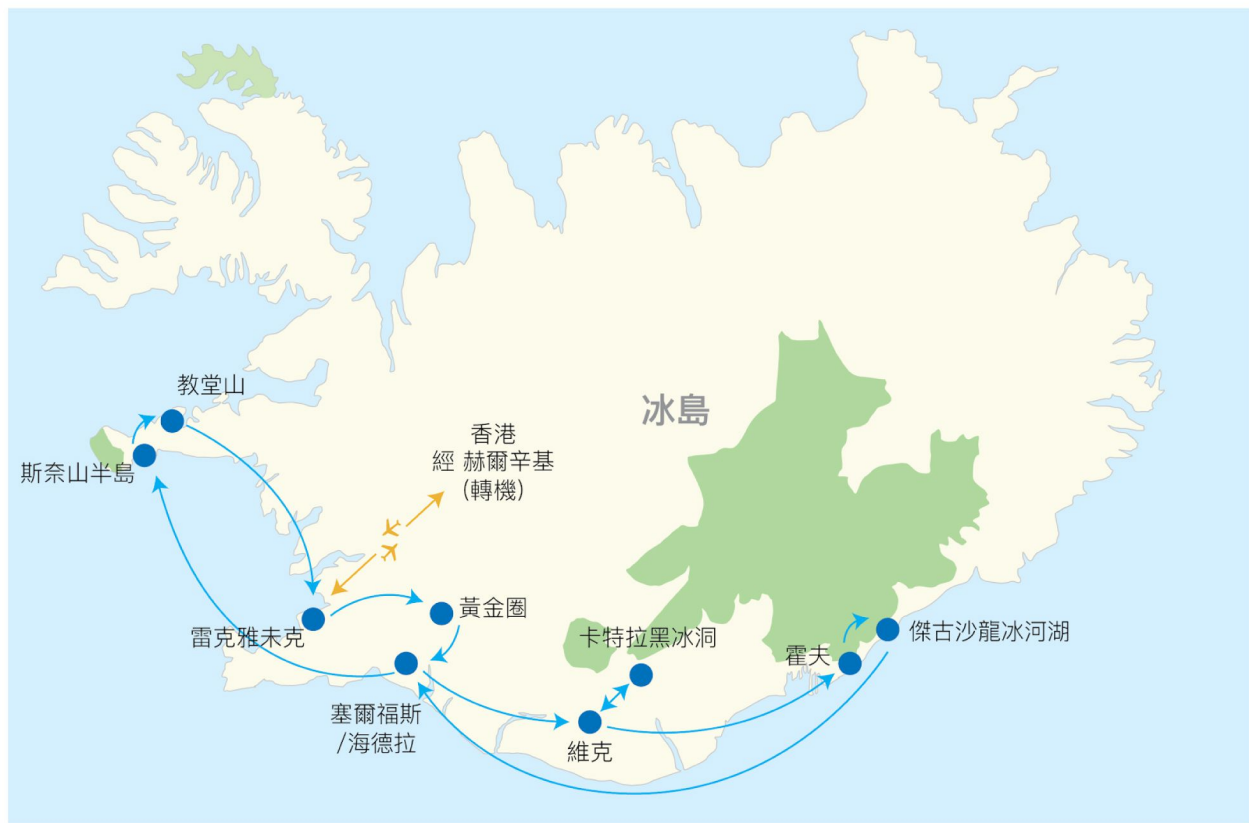 教堂山
冰島
香港
經 赫爾辛基
(轉機)
斯奈山半島
黃金圈
雷克雅未克
卡特拉黑冰洞
傑古沙龍冰河湖
霍夫
塞爾福斯
/海德拉
維克